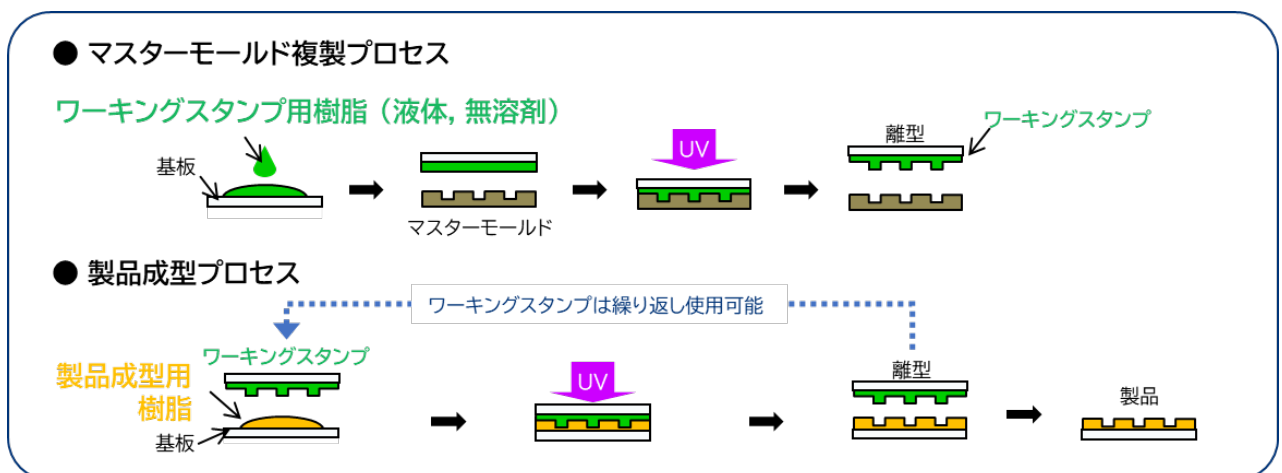 ● マスターモールド複製プロセス
ワーキングスタンプ用樹脂（液体, 無溶剤）
基板
マスターモールド
UV
離型
ワーキングスタンプ
● 製品成型プロセス
ワーキングスタンプは繰り返し使用可能
ワーキングスタンプ
製品成型用
樹脂
基板
UV
離型
製品